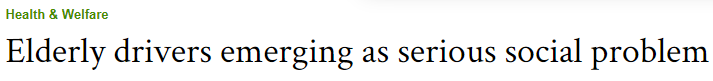 Health & Welfare
Elderly drivers emerging as serious social problem